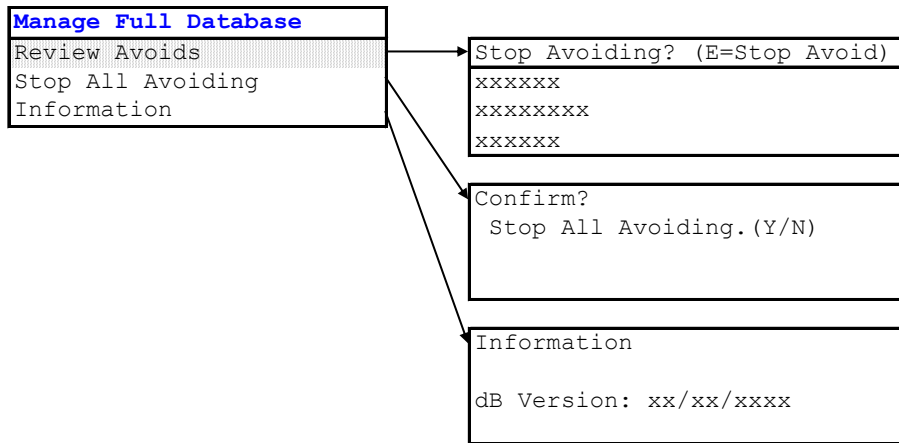 Manage Full Database
Review Avoids
Stop All Avoiding
Information
Stop Avoiding? (E=Stop Avoid)
xxxxxx
xxxxxxxx
xxxxxx
Confirm?
Stop All Avoiding.(Y/N)
Information
dB Version: xx/xx/xxxx